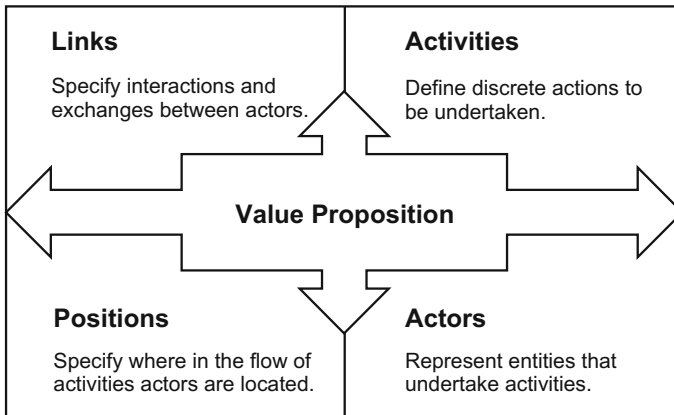 Links
Specify interactions and
exchanges between actors.
Activities
Define discrete actions to
be undertaken.
Value Proposition
Positions
Specify where in the flow of
activities actors are located.
Actors
Represent entities that
undertake activities.